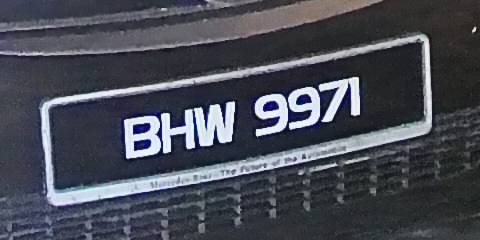 BHW 9971
Mercedes-Benz - The Future of the Automobile